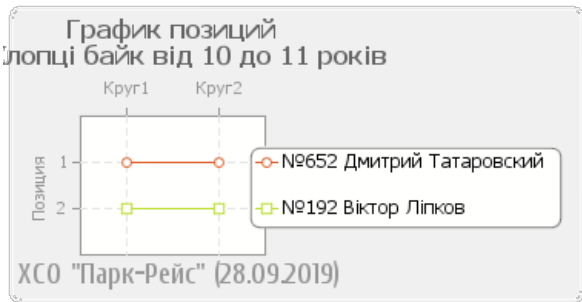 График позиций
лопці байк від 10 до 11 років
Круг1 Круг2
Позиция
1
2
№652 Дмитрий Татаровский
№192 Віктор Ліпков
ХСО "Парк-Рейс" (28.09.2019)